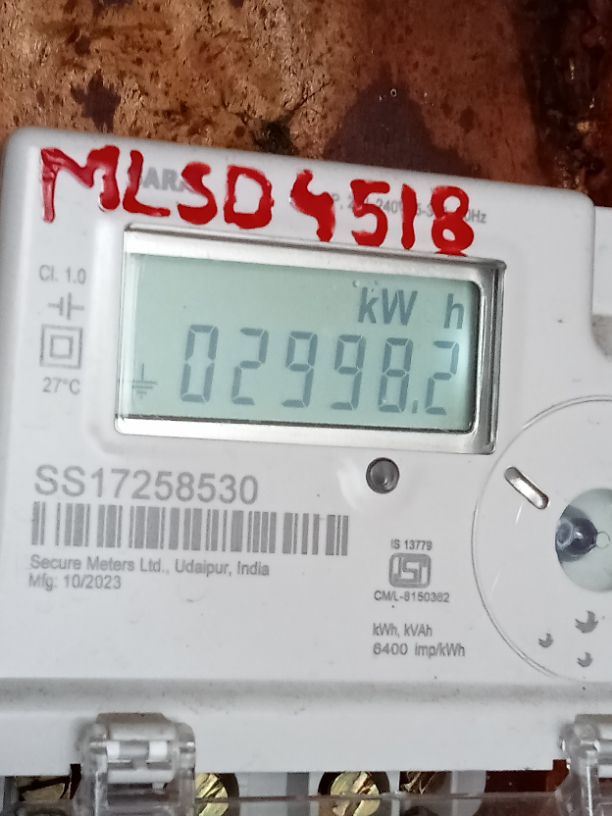 MLSD4518
Cl. 1.0
27°C
kW h
02998.2
SS17258530
Secure Meters Ltd., Udaipur, India
Mfg: 10/2023
IS 13779
ISI
CM/L-8150362
kWh, kVAh
6400 imp/kWh